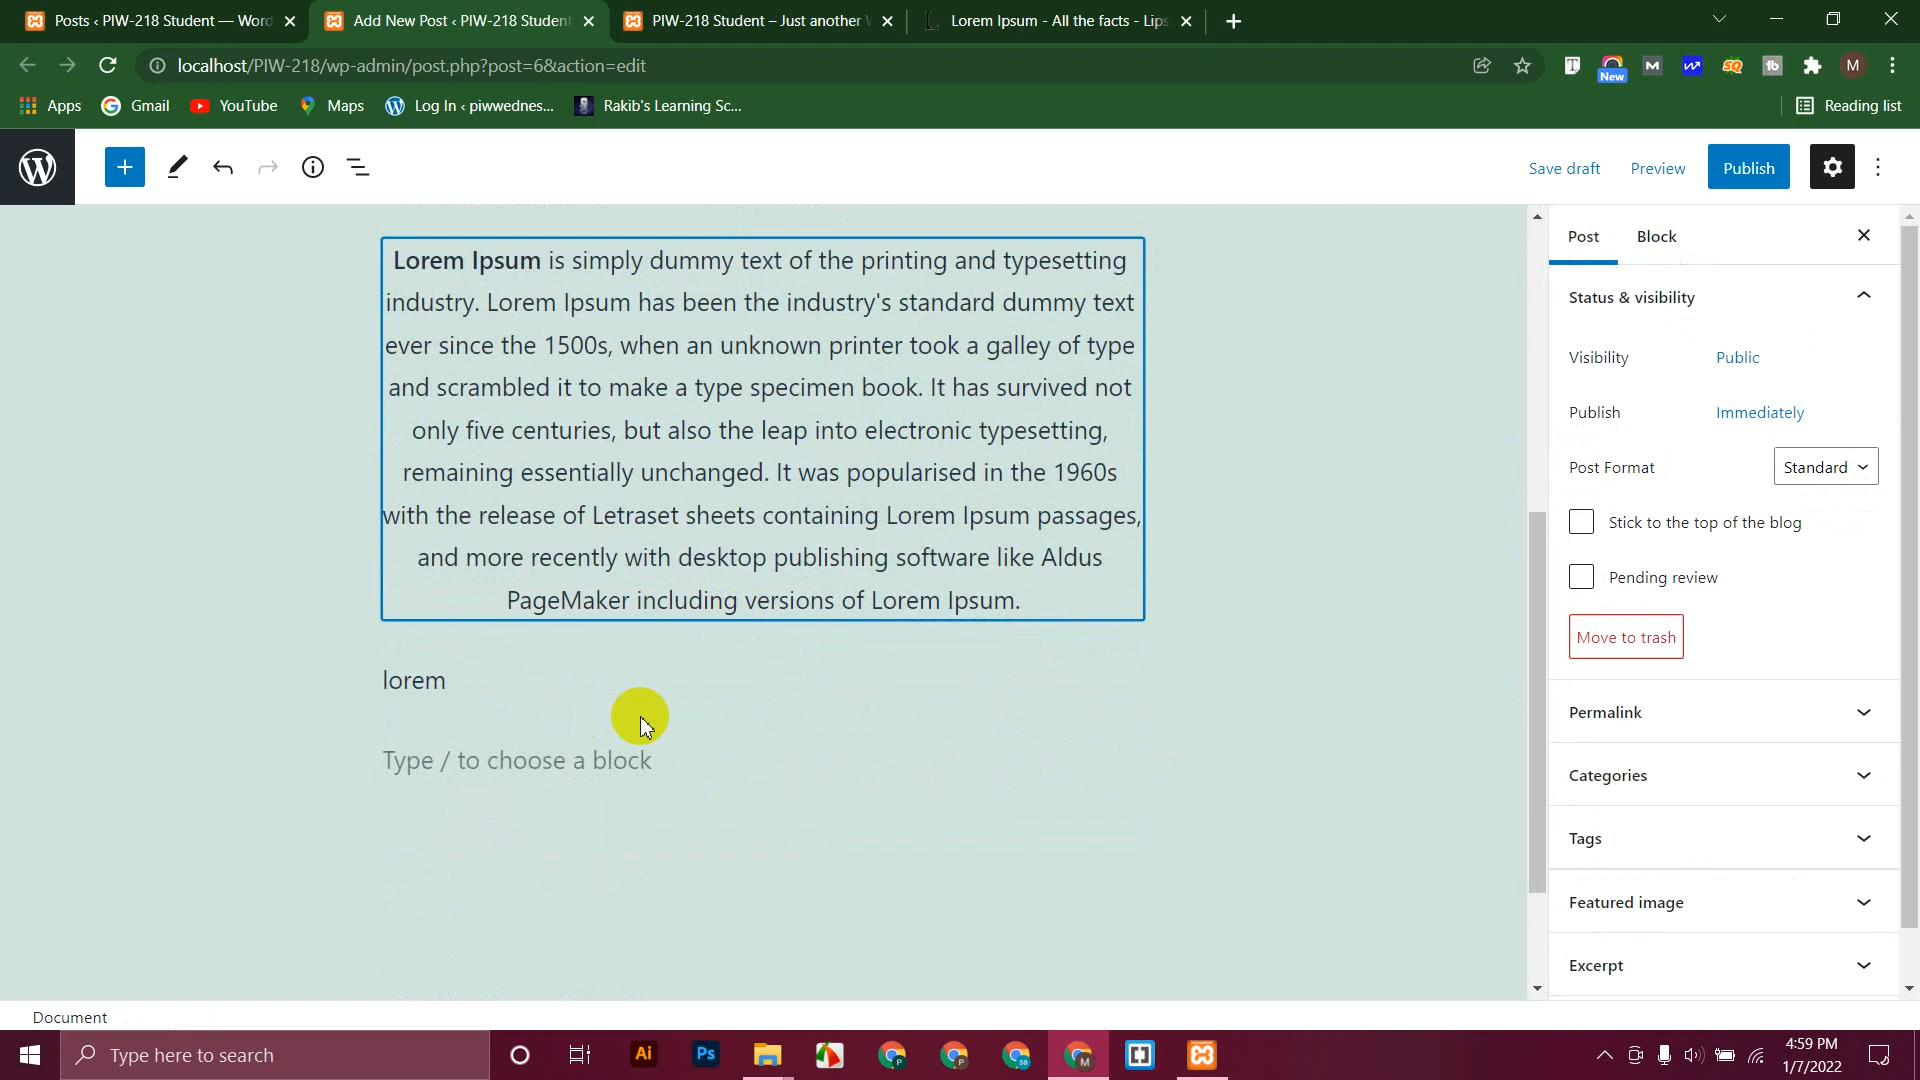 Posts ‹ PIW-218 Student — Word
Add New Post ‹ PIW-218 Student
PIW-218 Student – Just another W
Lorem Ipsum - All the facts - Lips
localhost/PIW-218/wp-admin/post.php?post=6&action=edit
New
M
Apps
Gmail
YouTube
Maps
Log In ‹ piwwednes...
Rakib's Learning Sc...
Reading list
Save draft
Preview
Publish
Lorem Ipsum is simply dummy text of the printing and typesetting
industry. Lorem Ipsum has been the industry's standard dummy text
ever since the 1500s, when an unknown printer took a galley of type
and scrambled it to make a type specimen book. It has survived not
only five centuries, but also the leap into electronic typesetting,
remaining essentially unchanged. It was popularised in the 1960s
with the release of Letraset sheets containing Lorem Ipsum passages,
and more recently with desktop publishing software like Aldus
PageMaker including versions of Lorem Ipsum.
lorem
Type / to choose a block
Post
Block
Status & visibility
Visibility
Public
Publish
Immediately
Post Format
Standard
Stick to the top of the blog
Pending review
Move to trash
Permalink
Categories
Tags
Featured image
Excerpt
Document
Type here to search
Ai
Ps
4:59 PM
1/7/2022